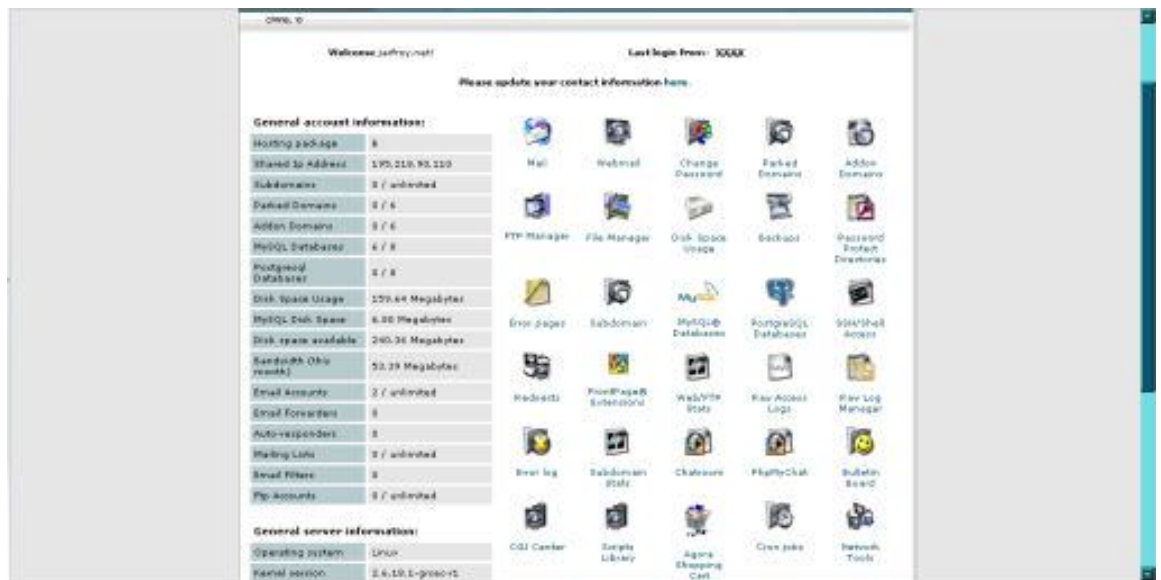 Welcome
Last login from: XXXX
Please update your contact information here.
General account information:
Hosting package
Shared Ip Address
Subdomains 0 / unlimited
Parked Domains 0 / 6
Addon Domains 0 / 6
MySQL Databases
Postgresql Databases
Disk Space Usage 159.64 Megabytes
MySQL Disk Space 6.00 Megabytes
Disk space available 240.36 Megabytes
Bandwidth (this month) 53.39 Megabytes
Email Accounts 2 / unlimited
Email Forwarders 0
Auto-responders 0
Mailing Lists 0 / unlimited
Email Filters 0
Ftp Accounts 0 / unlimited
General server information:
Operating system Linux
Kernel version
Mail
Webmail
Change Password
Parked Domains
Addon Domains
FTP Manager
File Manager
Disk Space Usage
Backups
Password Protect Directories
Error pages
Subdomain
MySQL® Databases
PostgreSQL Databases
SSH/Shell Access
Redirects
FrontPage® Extensions
Web/FTP Stats
Raw Access Logs
Raw Log Manager
Error log
Subdomain Stats
Chatroom
PhpMyChat
Bulletin Board
CGI Center
Scripts Library
Agora Shopping Cart
Cron jobs
Network Tools